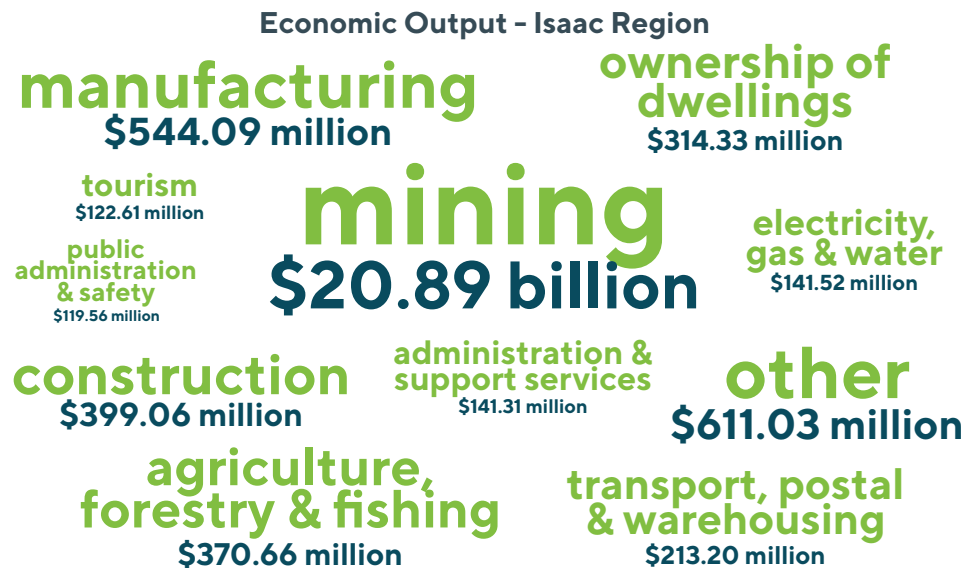 Economic Output - Isaac Region
manufacturing
$544.09 million
ownership of
dwellings
$314.33 million
tourism
$122.61 million
mining
$20.89 billion
electricity,
gas & water
$141.52 million
public
administration
& safety
$119.56 million
construction
$399.06 million
administration &
support services
$141.31 million
other
$611.03 million
agriculture,
forestry & fishing
$370.66 million
transport, postal
& warehousing
$213.20 million